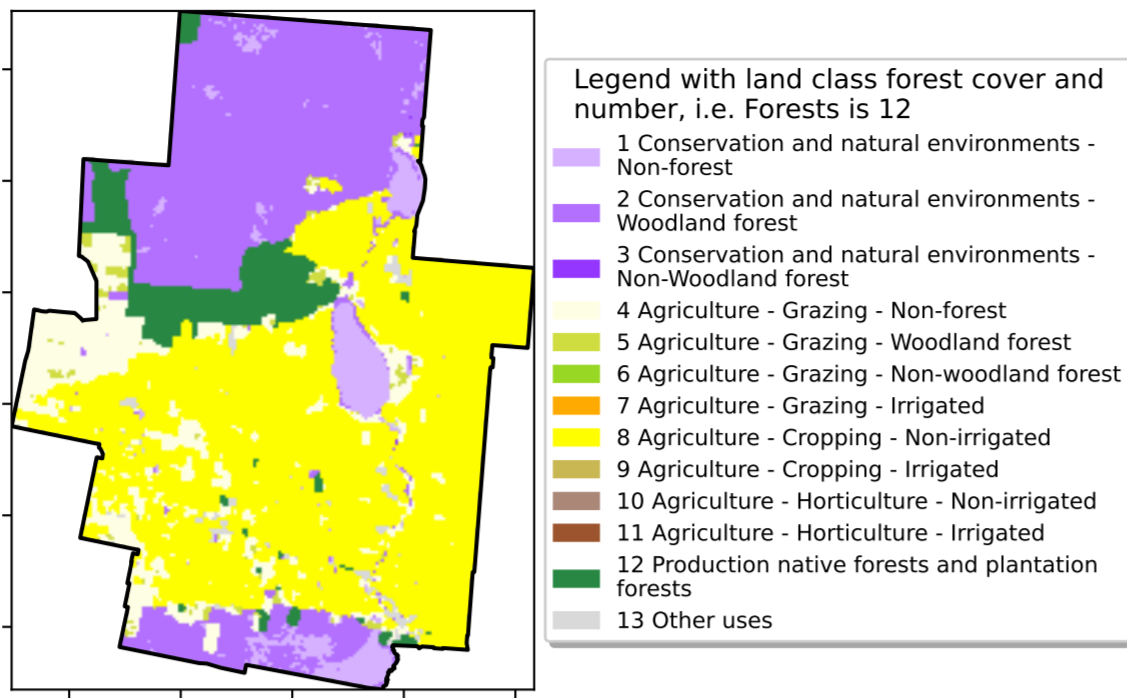 Legend with land class forest cover and
number, i.e. Forests is 12
1 Conservation and natural environments -
Non-forest
2 Conservation and natural environments -
Woodland forest
3 Conservation and natural environments -
Non-Woodland forest
4 Agriculture - Grazing - Non-forest
5 Agriculture - Grazing - Woodland forest
6 Agriculture - Grazing - Non-woodland forest
7 Agriculture - Grazing - Irrigated
8 Agriculture - Cropping - Non-irrigated
9 Agriculture - Cropping - Irrigated
10 Agriculture - Horticulture - Non-irrigated
11 Agriculture - Horticulture - Irrigated
12 Production native forests and plantation
forests
13 Other uses